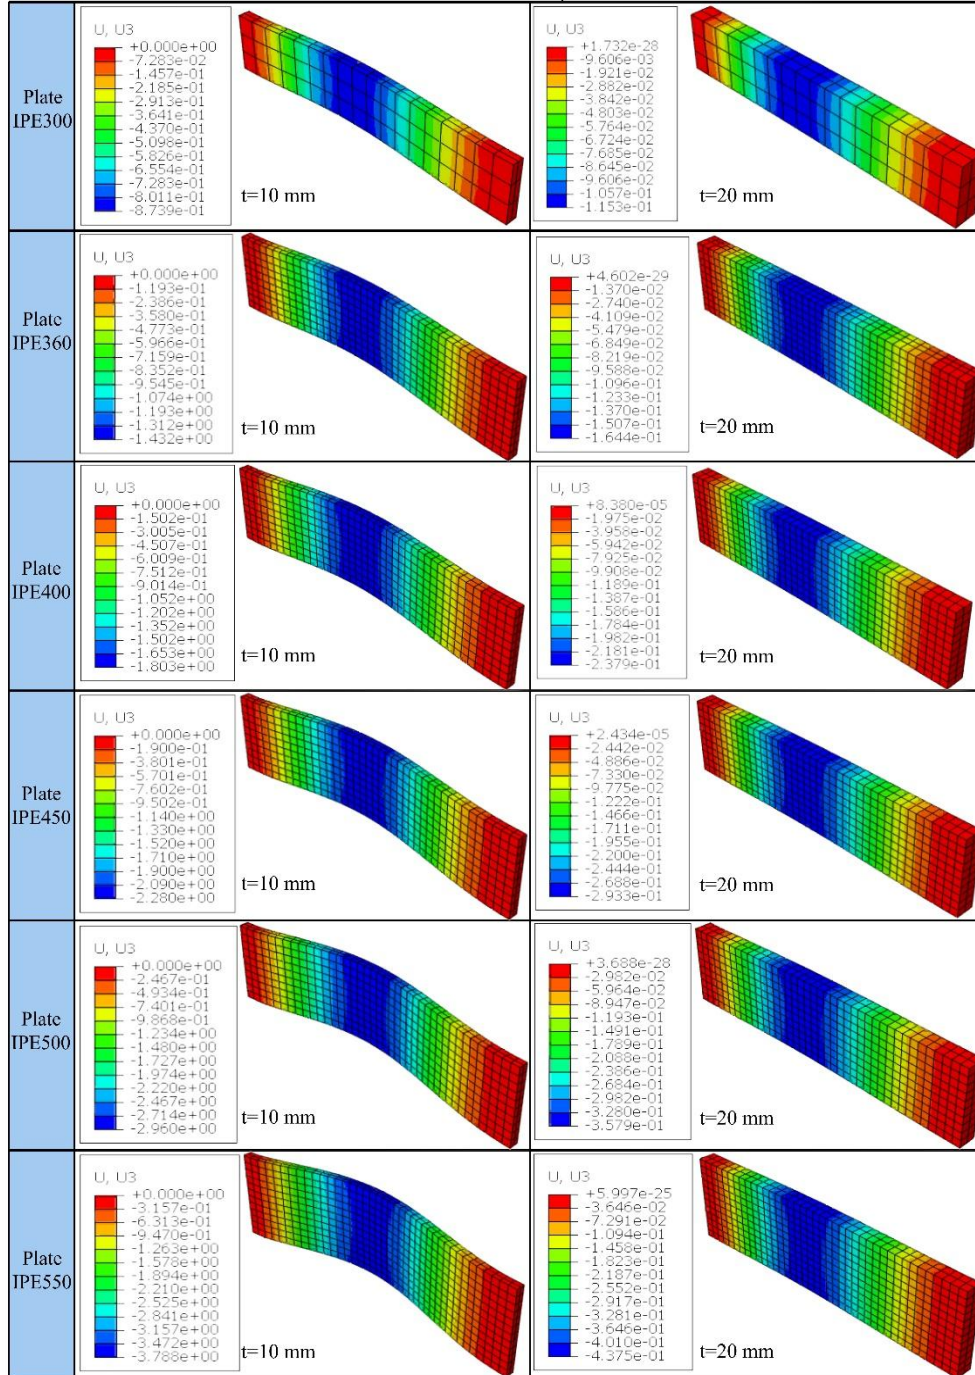 Plate
IPE300
U, U3
+0.000e+00
-7.283e-02
-1.457e-01
-2.185e-01
-2.913e-01
-3.641e-01
-4.370e-01
-5.098e-01
-5.826e-01
-6.554e-01
-7.283e-01
-8.011e-01
-8.739e-01
t=10 mm
U, U3
+1.732e-28
-9.606e-03
-1.921e-02
-2.882e-02
-3.842e-02
-4.803e-02
-5.764e-02
-6.724e-02
-7.685e-02
-8.645e-02
-9.606e-02
-1.057e-01
-1.153e-01
t=20 mm
Plate
IPE360
U, U3
+0.000e+00
-1.193e-01
-2.386e-01
-3.580e-01
-4.773e-01
-5.966e-01
-7.159e-01
-8.352e-01
-9.545e-01
-1.074e+00
-1.193e+00
-1.312e+00
-1.432e+00
t=10 mm
U, U3
+4.602e-29
-1.370e-02
-2.740e-02
-4.109e-02
-5.479e-02
-6.849e-02
-8.219e-02
-9.588e-02
-1.096e-01
-1.233e-01
-1.370e-01
-1.507e-01
-1.644e-01
t=20 mm
Plate
IPE400
U, U3
+0.000e+00
-1.502e-01
-3.005e-01
-4.507e-01
-6.009e-01
-7.512e-01
-9.014e-01
-1.052e+00
-1.202e+00
-1.352e+00
-1.502e+00
-1.653e+00
-1.803e+00
t=10 mm
U, U3
+8.380e-05
-1.975e-02
-3.958e-02
-5.942e-02
-7.925e-02
-9.908e-02
-1.189e-01
-1.387e-01
-1.586e-01
-1.784e-01
-1.982e-01
-2.181e-01
-2.379e-01
t=20 mm
Plate
IPE450
U, U3
+0.000e+00
-1.900e-01
-3.801e-01
-5.701e-01
-7.602e-01
-9.502e-01
-1.140e+00
-1.330e+00
-1.520e+00
-1.710e+00
-1.900e+00
-2.090e+00
-2.280e+00
t=10 mm
U, U3
+2.434e-05
-2.442e-02
-4.886e-02
-7.330e-02
-9.775e-02
-1.222e-01
-1.466e-01
-1.711e-01
-1.955e-01
-2.200e-01
-2.444e-01
-2.688e-01
-2.933e-01
t=20 mm
Plate
IPE500
U, U3
+0.000e+00
-2.467e-01
-4.934e-01
-7.401e-01
-9.868e-01
-1.234e+00
-1.480e+00
-1.727e+00
-1.974e+00
-2.220e+00
-2.467e+00
-2.714e+00
-2.960e+00
t=10 mm
U, U3
+3.688e-28
-2.982e-02
-5.964e-02
-8.947e-02
-1.193e-01
-1.491e-01
-1.789e-01
-2.088e-01
-2.386e-01
-2.684e-01
-2.982e-01
-3.280e-01
-3.579e-01
t=20 mm
Plate
IPE550
U, U3
+0.000e+00
-3.157e-01
-6.313e-01
-9.470e-01
-1.263e+00
-1.578e+00
-1.894e+00
-2.210e+00
-2.525e+00
-2.841e+00
-3.157e+00
-3.472e+00
-3.788e+00
t=10 mm
U, U3
+5.997e-25
-3.646e-02
-7.291e-02
-1.094e-01
-1.458e-01
-1.823e-01
-2.187e-01
-2.552e-01
-2.917e-01
-3.281e-01
-3.646e-01
-4.010e-01
-4.375e-01
t=20 mm